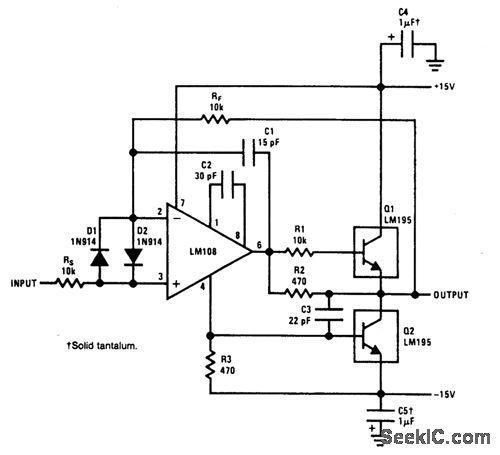 C4
1μF†
+
+15V
RF
10k
C1
15 pF
C2
30 pF
7
2
−
1
8
Q1
LM195
D1
1N914
D2
1N914
LM108
6
R1
10k
RS
10k
INPUT
3
+
4
R2
470
OUTPUT
C3
22 pF
Q2
LM195
†Solid tantalum.
R3
470
−15V
C5†
1μF
+
SeekIC.com